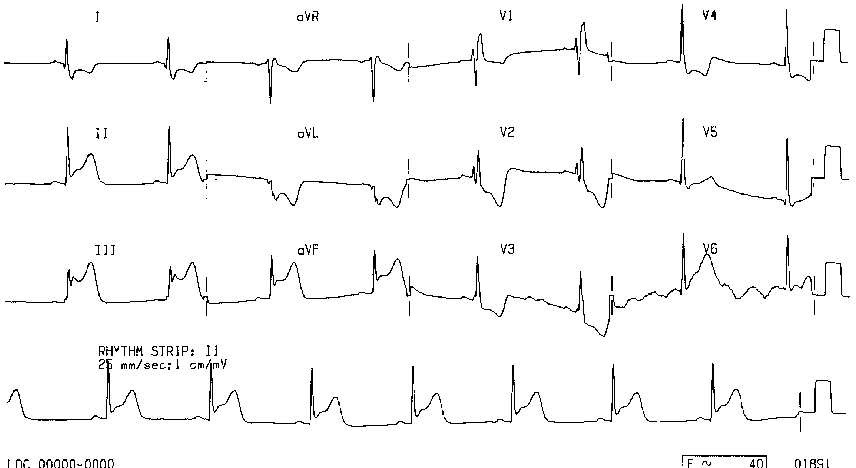 I aVR V1 V4
II aVL V2 V5
III aVF V3 V6
RHYTHM STRIP: II
25 mm/sec; 1 cm/mV
LOC 00000-0000 F ~ 40 01891